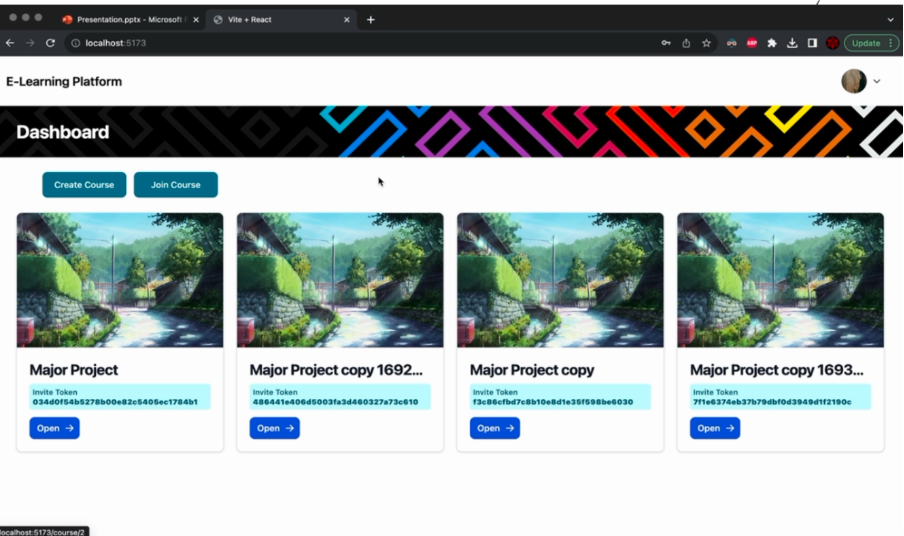 Presentation.pptx - Microsoft
Vite + React
localhost:5173
ABP
Update
E-Learning Platform
Dashboard
Create Course
Join Course
Major Project
Invite Token
034d0f54b5278b00e82c5405ec1784b1
Open →
Major Project copy 1692...
Invite Token
486441e406d5003fa3d460327a73c610
Open →
Major Project copy
Invite Token
f3c86cfbd7c8b10e8d1e35f598be6030
Open →
Major Project copy 1693...
Invite Token
7f1e6374eb37b79dbf0d3949d1f2190c
Open →
localhost:5173/course/2